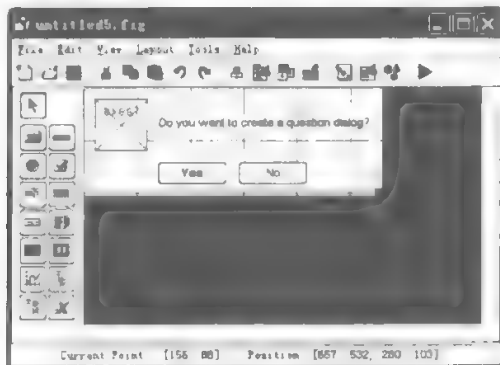 untitled5.fig
File Edit View Layout Tools Help
Do you want to create a question dialog?
Yes No
Current Point [156 88] Position [657 532, 280 103]